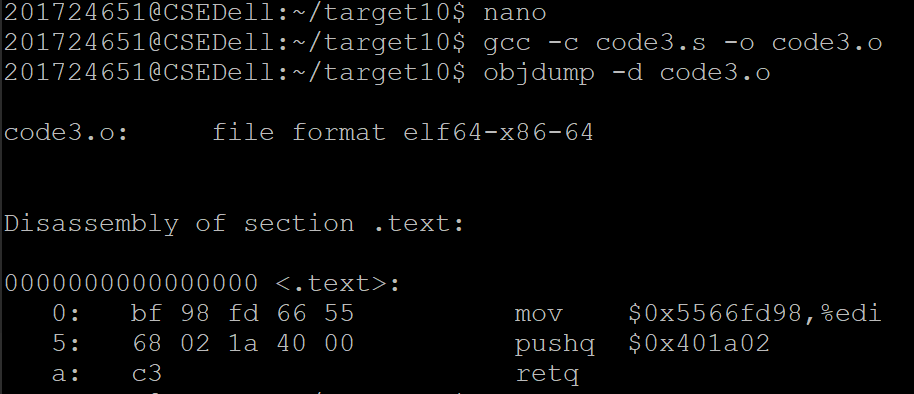 201724651@CSEDell:~/target10$ nano
201724651@CSEDell:~/target10$ gcc -c code3.s -o code3.o
201724651@CSEDell:~/target10$ objdump -d code3.o
code3.o:     file format elf64-x86-64
Disassembly of section .text:
0000000000000000 <.text>:
   0:   bf 98 fd 66 55          mov    $0x5566fd98,%edi
   5:   68 02 1a 40 00          pushq  $0x401a02
   a:   c3                      retq